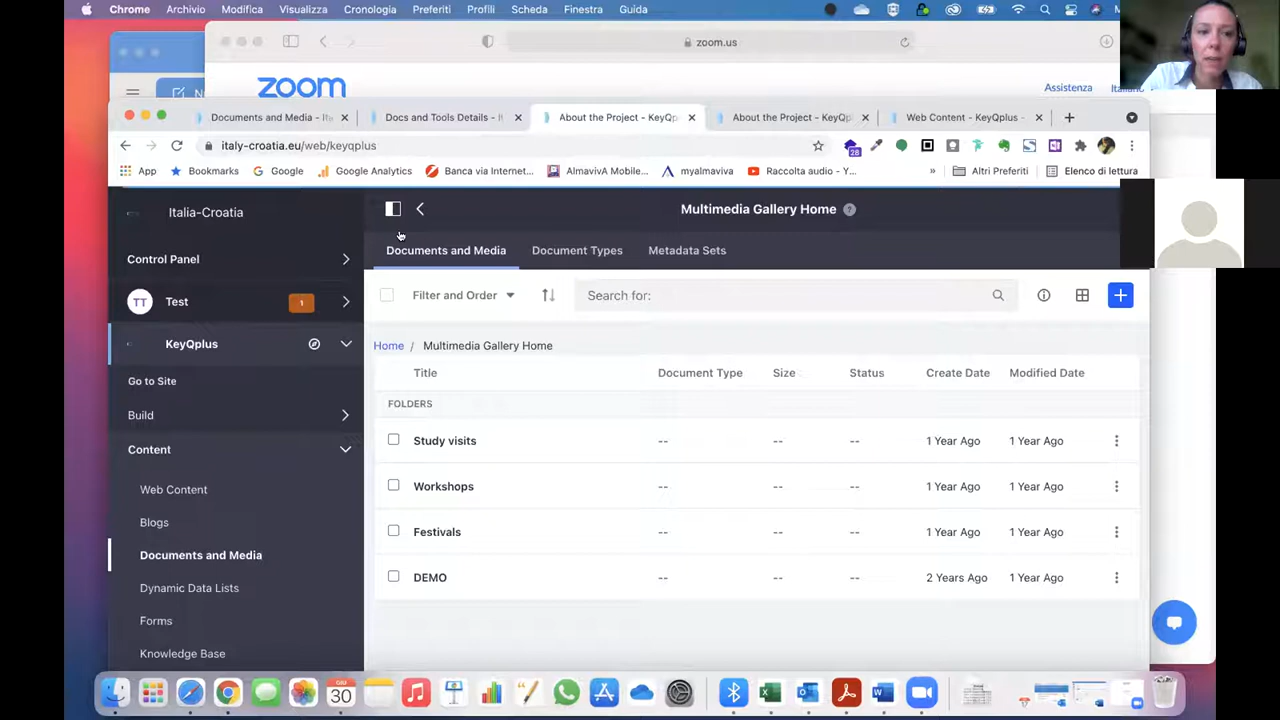 Chrome Archivio Modifica Visualizza Cronologia Preferiti Profili Scheda Finestra Guida
zoom.us
zoom
Assistenza
Documents and Media - Ite
Docs and Tools Details - It
About the Project - KeyQp
About the Project - KeyQp
Web Content - KeyQplus -
italy-croatia.eu/web/keyqplus
28
App Bookmarks Google Google Analytics Banca via Internet... AlmavivA Mobile... myalmaviva Raccolta audio - Y... » Altri Preferiti Elenco di lettura
Italia-Croatia
Multimedia Gallery Home ?
Control Panel
Documents and Media Document Types Metadata Sets
TT Test 1
Filter and Order
Search for:
KeyQplus
Home / Multimedia Gallery Home
Go to Site
Title Document Type Size Status Create Date Modified Date
Build
FOLDERS
Content
Study visits -- -- -- 1 Year Ago 1 Year Ago
Web Content
Workshops -- -- -- 1 Year Ago 1 Year Ago
Blogs
Festivals -- -- -- 1 Year Ago 1 Year Ago
Documents and Media
DEMO -- -- -- 2 Years Ago 1 Year Ago
Dynamic Data Lists
Forms
Knowledge Base
GIU
30